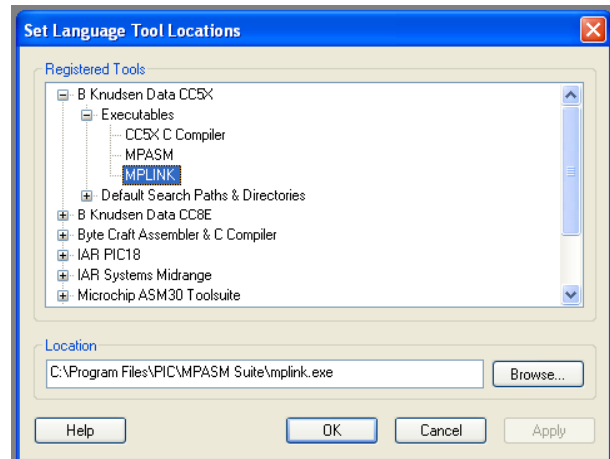 Set Language Tool Locations
Registered Tools
B Knudsen Data CC5X
Executables
CC5X C Compiler
MPASM
MPLINK
Default Search Paths & Directories
B Knudsen Data CC8E
Byte Craft Assembler & C Compiler
IAR PIC18
IAR Systems Midrange
Microchip ASM30 Toolsuite
Location
C:\Program Files\PIC\MPASM Suite\mplink.exe
Browse...
Help
OK
Cancel
Apply